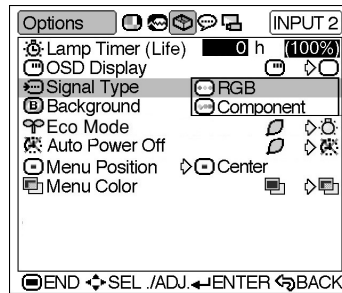 Options INPUT 2
Lamp Timer (Life) 0 h (100%)
OSD Display
Signal Type RGB
B Background Component
Eco Mode
Auto Power Off
Menu Position Center
Menu Color
END SEL./ADJ. ENTER BACK